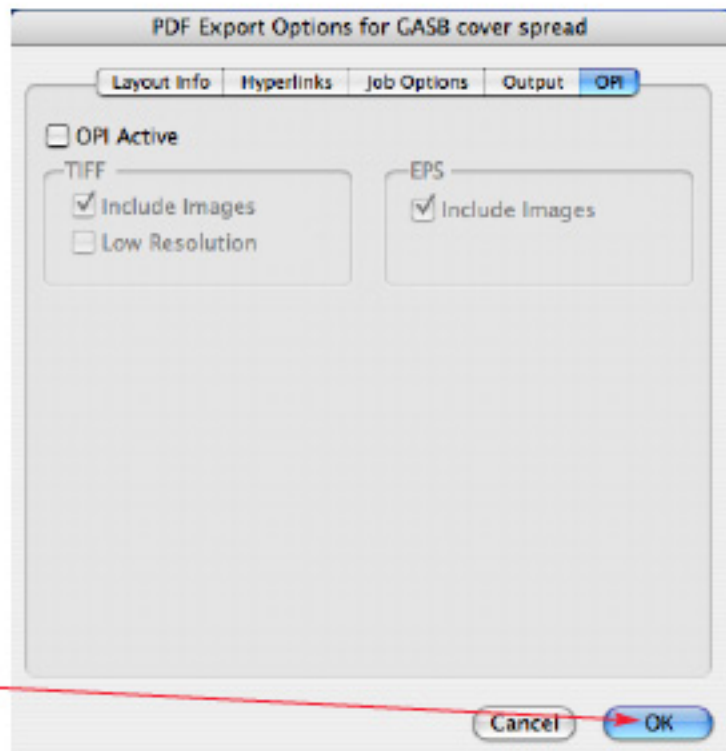 PDF Export Options for GASB cover spread
Layout Info Hyperlinks Job Options Output OPI
OPI Active
TIFF EPS
Include Images Include Images
Low Resolution
Cancel OK